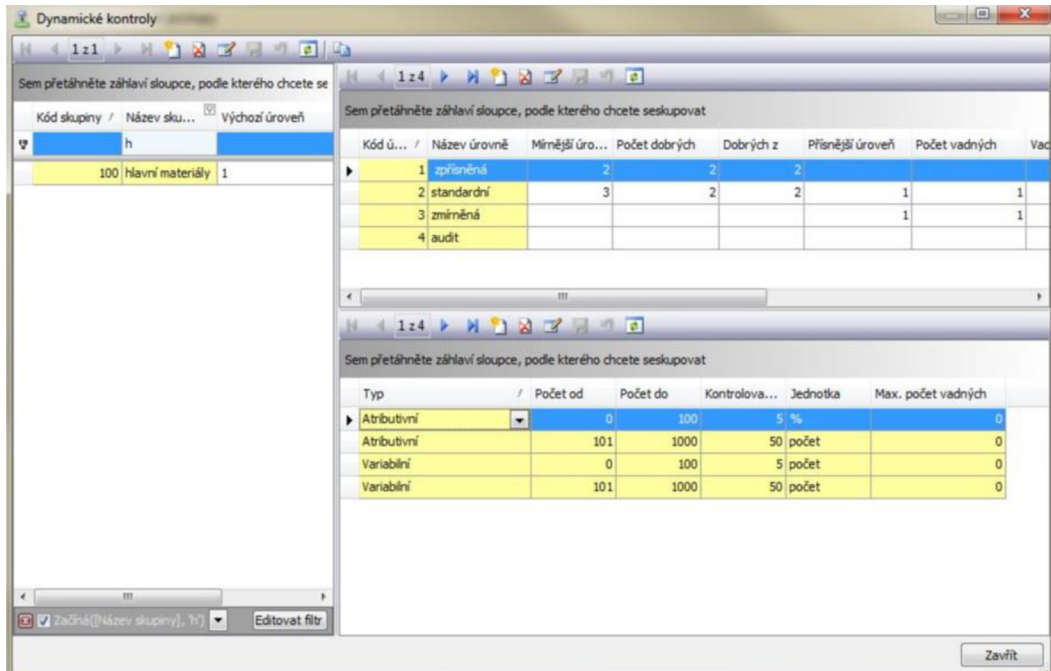 Dynamické kontroly
1 z 1
Sem přetáhněte záhlaví sloupce, podle kterého chcete se
Kód skupiny / Název sku... Výchozí úroveň
h
100 hlavní materiály 1
Začíná([Název skupiny], 'h') Editovat filtr
1 z 4
Sem přetáhněte záhlaví sloupce, podle kterého chcete seskupovat
Kód ú... / Název úrovně Mírnější úro... Počet dobrých Dobrých z Přísnější úroveň Počet vadných Vad
1 zpřísněná 2 2 2
2 standardní 3 2 2 1 1
3 zmírněná 1 1
4 audit
1 z 4
Sem přetáhněte záhlaví sloupce, podle kterého chcete seskupovat
Typ / Počet od Počet do Kontrolova... Jednotka Max. počet vadných
Atributivní 0 100 5 % 0
Atributivní 101 1000 50 počet 0
Variabilní 0 100 5 počet 0
Variabilní 101 1000 50 počet 0
Zavřít